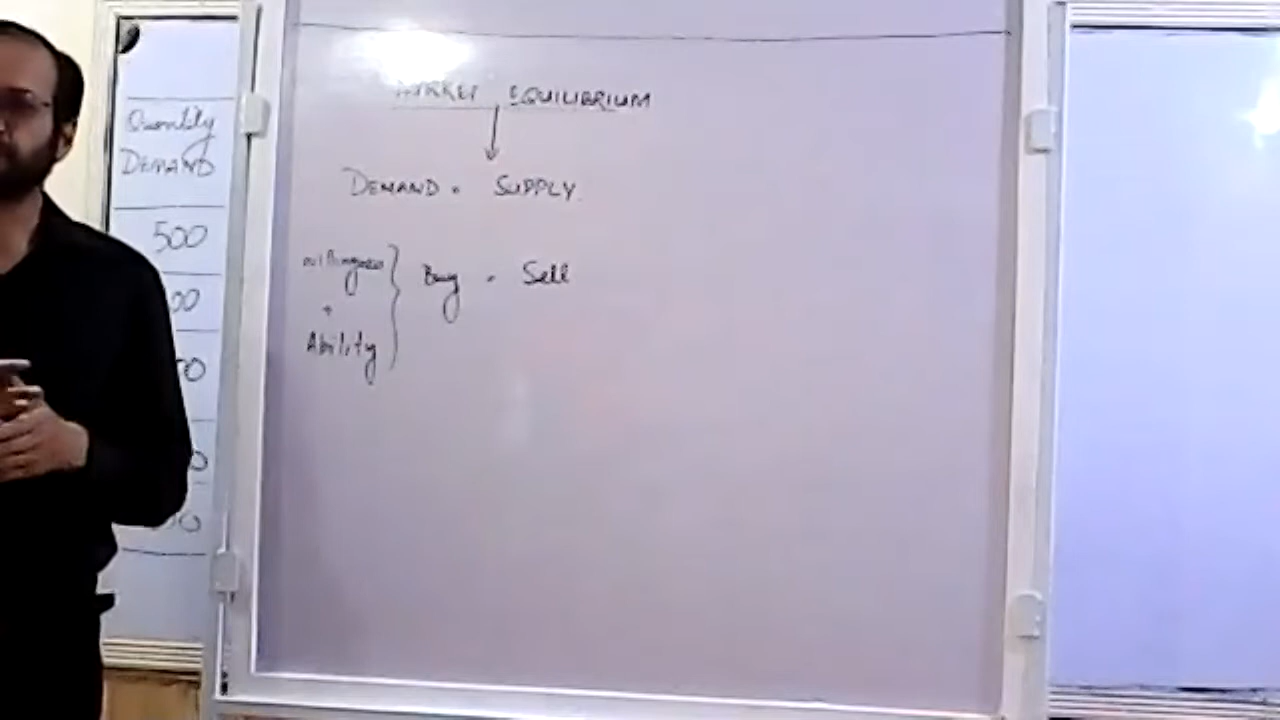 Quantity
DEMAND
500
MARKET EQUILIBRIUM
DEMAND = SUPPLY
willingness
+
Ability
Buy = Sell